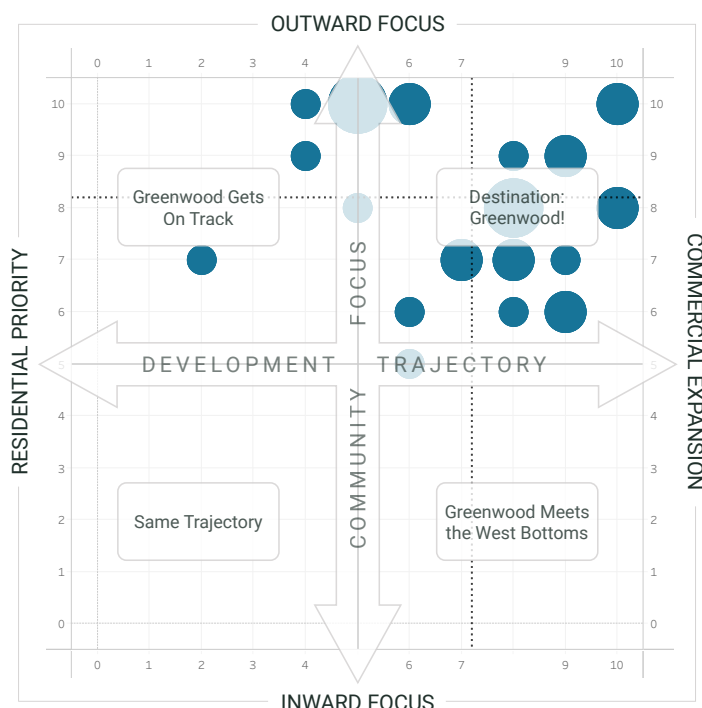 OUTWARD FOCUS
0 1 2 3 4 6 7 9 10
10 10
9 9
Greenwood Gets
On Track
Destination:
Greenwood!
8 8
7 7
6 6
FOCUS
RESIDENTIAL PRIORITY
COMMERCIAL EXPANSION
5 DEVELOPMENT TRAJECTORY 5
COMMUNITY
4 4
3 3
Same Trajectory
Greenwood Meets
the West Bottoms
2 2
1 1
0 0
0 1 2 3 4 6 7 9 10
INWARD FOCUS